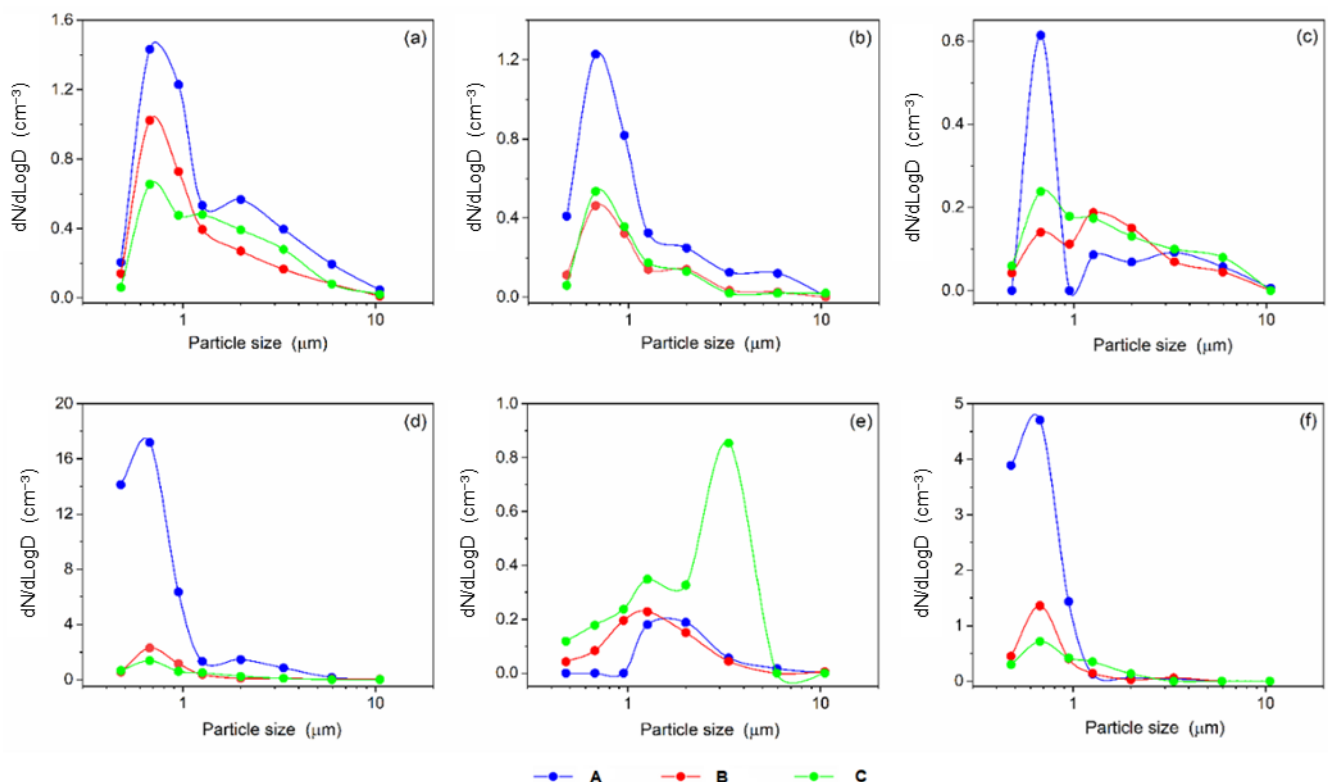 (a)
1.6
1.2
0.8
0.4
0.0
dN/dLogD (cm⁻³)
1
10
Particle size (μm)
(b)
1.2
0.8
0.4
0.0
dN/dLogD (cm⁻³)
1
10
Particle size (μm)
(c)
0.6
0.4
0.2
0.0
dN/dLogD (cm⁻³)
1
10
Particle size (μm)
(d)
20
16
12
8
4
0
dN/dLogD (cm⁻³)
1
10
Particle size (μm)
(e)
1.0
0.8
0.6
0.4
0.2
0.0
dN/dLogD (cm⁻³)
1
10
Particle size (μm)
(f)
5
4
3
2
1
0
dN/dLogD (cm⁻³)
1
10
Particle size (μm)
A B C